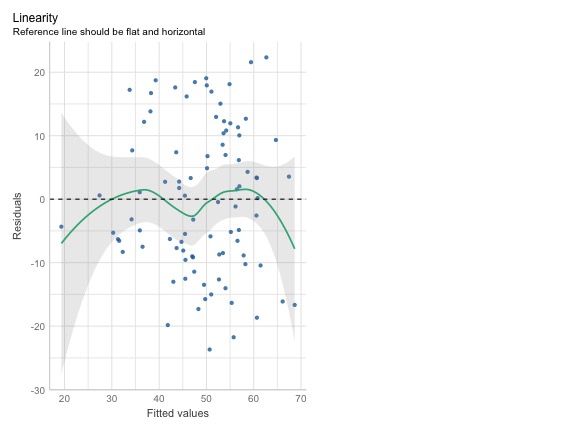 Linearity
Reference line should be flat and horizontal
20
10
0
-10
-20
-30
Residuals
20 30 40 50 60 70
Fitted values